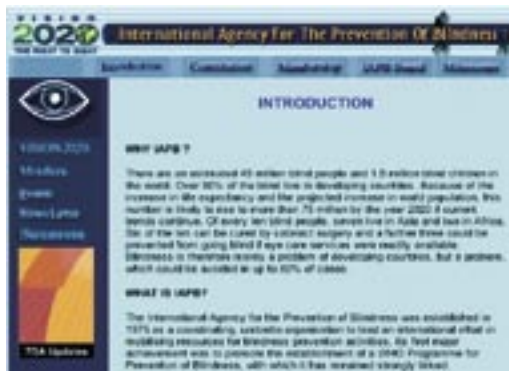 VISION
2020
THE RIGHT TO SIGHT
International Agency For The Prevention Of Blindness
Introduction Constitution Membership IAPB Board Milestones
INTRODUCTION
VISION 2020
Members
Events
News Letter
WHY IAPB ?
There are an estimated 45 million blind people and 1.5 million blind children in
the world. Over 90% of the blind live in developing countries. Because of the
increase in life expectancy and the projected increase in world population, this
number is likely to rise to more than 75 million by the year 2020 if current
trends continue. Of every ten blind people, seven live in Asia and two in Africa.
Six of the ten can be cured by cataract surgery and a further three could be
prevented from going blind if eye care services were readily available.
Blindness is therefore mainly a problem of developing countries, but a problem,
which could be avoided in up to 80% of cases.
WHAT IS IAPB?
The International Agency for the Prevention of Blindness was established in
1975 as a coordinating, umbrella organisation to lead an international effort in
mobilising resources for blindness prevention activities. Its first major
achievement was to promote the establishment of a WHO Programme for
Prevention of Blindness, with which it has remained strongly linked.
Updates